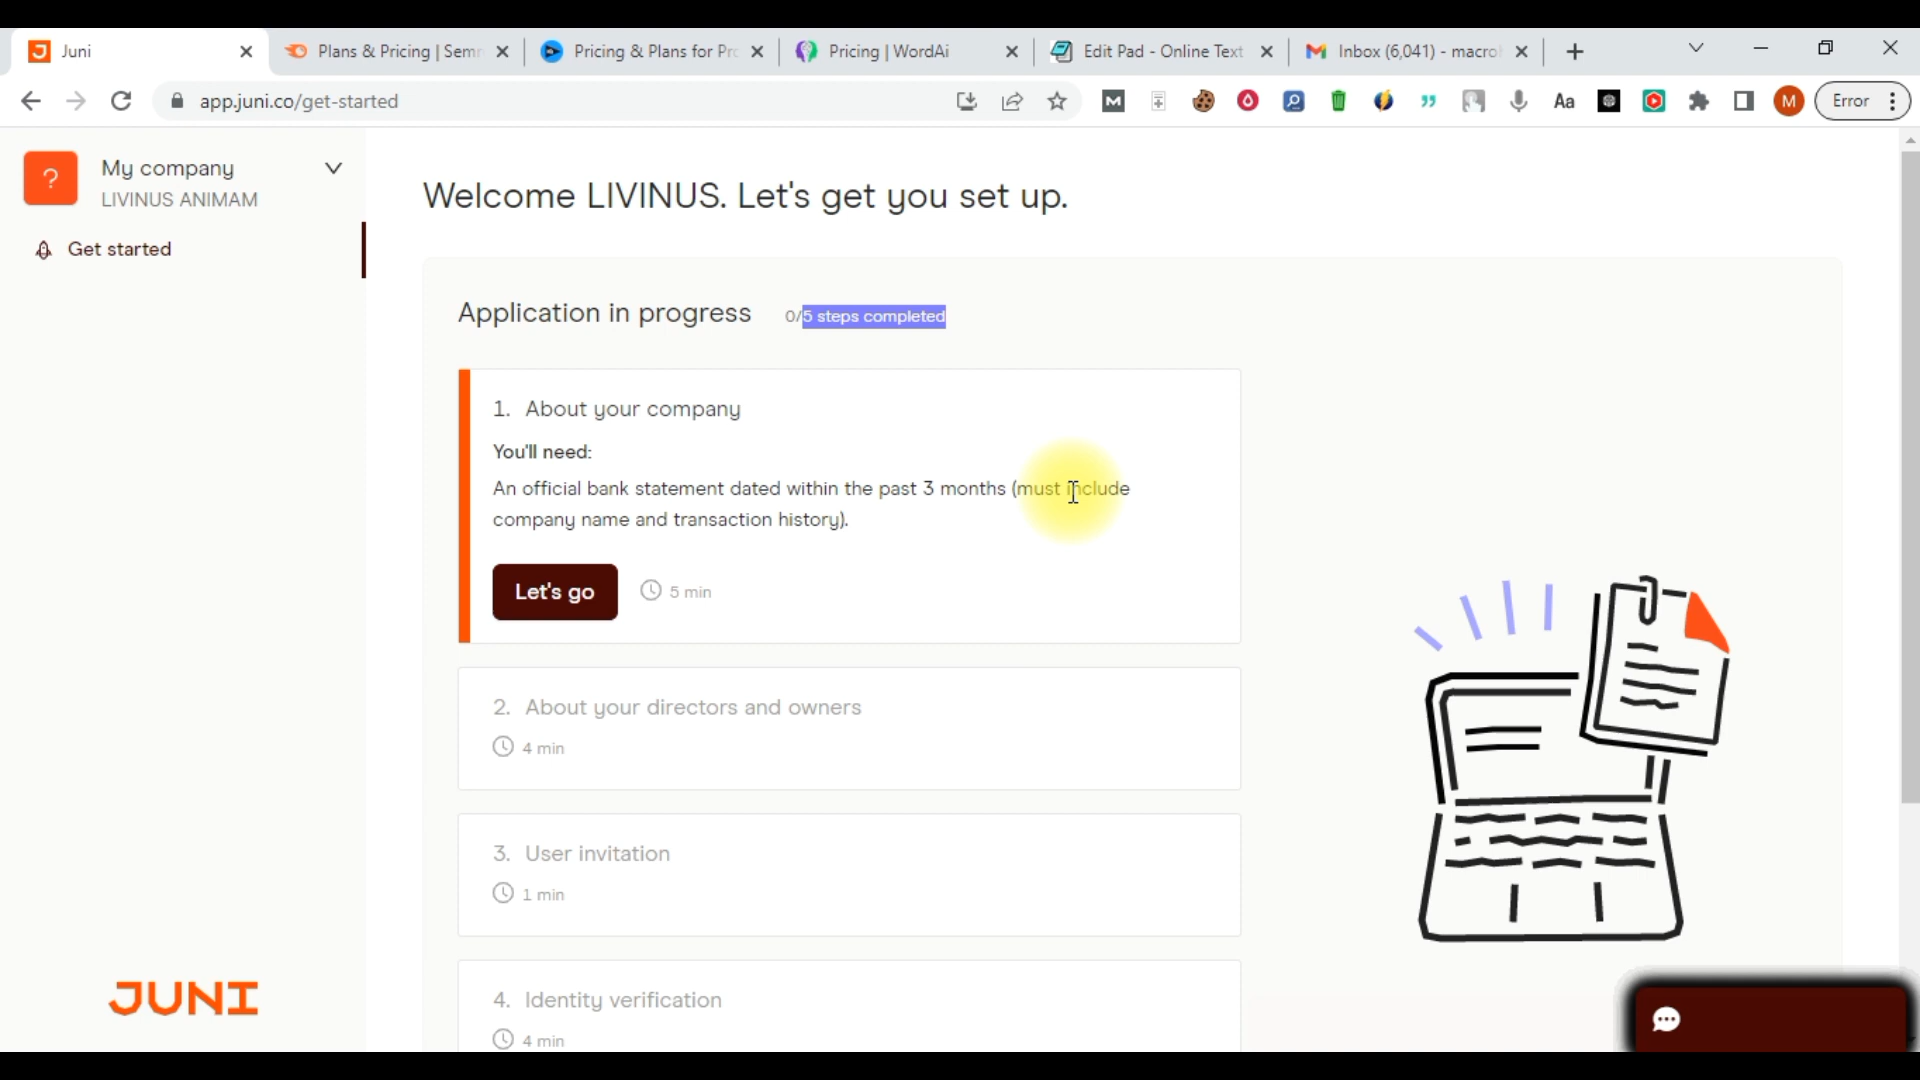 Juni
Plans & Pricing | Semr
Pricing & Plans for Pro
Pricing | WordAi
Edit Pad - Online Text
Inbox (6,041) - macro
app.juni.co/get-started
Aa
M
Error
?
My company
LIVINUS ANIMAM
Get started
Welcome LIVINUS. Let's get you set up.
Application in progress 0/5 steps completed
1. About your company
You'll need:
An official bank statement dated within the past 3 months (must include
company name and transaction history).
Let's go
5 min
2. About your directors and owners
4 min
3. User invitation
1 min
4. Identity verification
4 min
JUNI